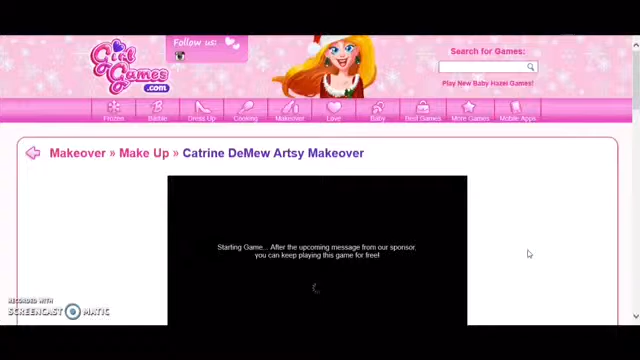 Follow us:
Girl
Games
.com
Search for Games:
Play New Baby Hazel Games!
Frozen
Barbie
Dress Up
Cooking
Makeover
Love
Baby
Best Games
More Games
Mobile Apps
Makeover » Make Up » Catrine DeMew Artsy Makeover
Starting Game... After the upcoming message from our sponsor,
you can keep playing this game for free!
RECORDED WITH
SCREENCAST MATIC